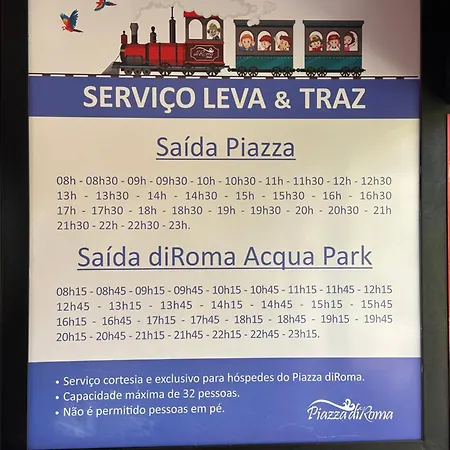 SERVIÇO LEVA & TRAZ
Saída Piazza
08h - 08h30 - 09h - 09h30 - 10h - 10h30 - 11h - 11h30 - 12h - 12h30
13h - 13h30 - 14h - 14h30 - 15h - 15h30 - 16h - 16h30
17h - 17h30 - 18h - 18h30 - 19h - 19h30 - 20h - 20h30 - 21h
21h30 - 22h - 22h30 - 23h.
Saída diRoma Acqua Park
08h15 - 08h45 - 09h15 - 09h45 - 10h15 - 10h45 - 11h15 - 11h45 - 12h15
12h45 - 13h15 - 13h45 - 14h15 - 14h45 - 15h15 - 15h45
16h15 - 16h45 - 17h15 - 17h45 - 18h15 - 18h45 - 19h15 - 19h45
20h15 - 20h45 - 21h15 - 21h45 - 22h15 - 22h45 - 23h15.
• Serviço cortesia e exclusivo para hóspedes do Piazza diRoma.
• Capacidade máxima de 32 pessoas.
• Não é permitido pessoas em pé.
Piazza diRoma